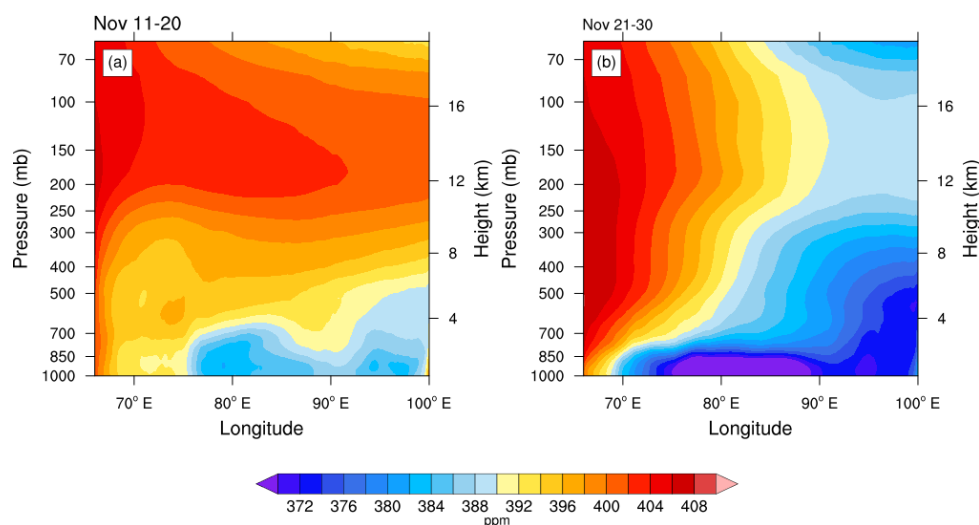 Nov 11-20
(a)
Pressure (mb)
70
100
150
200
250
300
400
500
700
850
1000
16
12
8
4
Height (km)
70° E
80° E
90° E
100° E
Longitude
Nov 21-30
(b)
Pressure (mb)
70
100
150
200
250
300
400
500
700
850
1000
16
12
8
4
Height (km)
70° E
80° E
90° E
100° E
Longitude
372 376 380 384 388 392 396 400 404 408
ppm